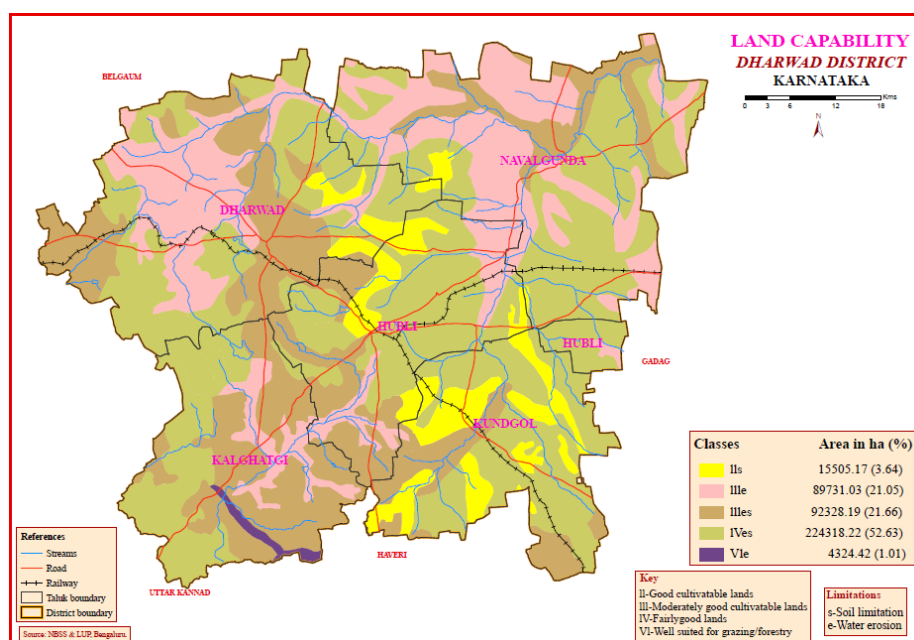 LAND CAPABILITY
DHARWAD DISTRICT
KARNATAKA
0 3 6 12 18 Kms
N
BELGAUM
NAVALGUNDA
DHARWAD
HUBLI
HUBLI
GADAG
KUNDGOL
KALGHATGI
HAVERI
UTTAR KANNAD
Classes Area in ha (%)
IIs 15505.17 (3.64)
IIIe 89731.03 (21.05)
IIIes 92328.19 (21.66)
IVes 224318.22 (52.63)
VIe 4324.42 (1.01)
References
Streams
Road
Railway
Taluk boundary
District boundary
Source: NBSS & LUP, Bengaluru.
Key
II-Good cultivatable lands
III-Moderately good cultivatable lands
IV-Fairlygood lands
VI-Well suited for grazing/forestry
Limitations
s-Soil limitation
e-Water erosion